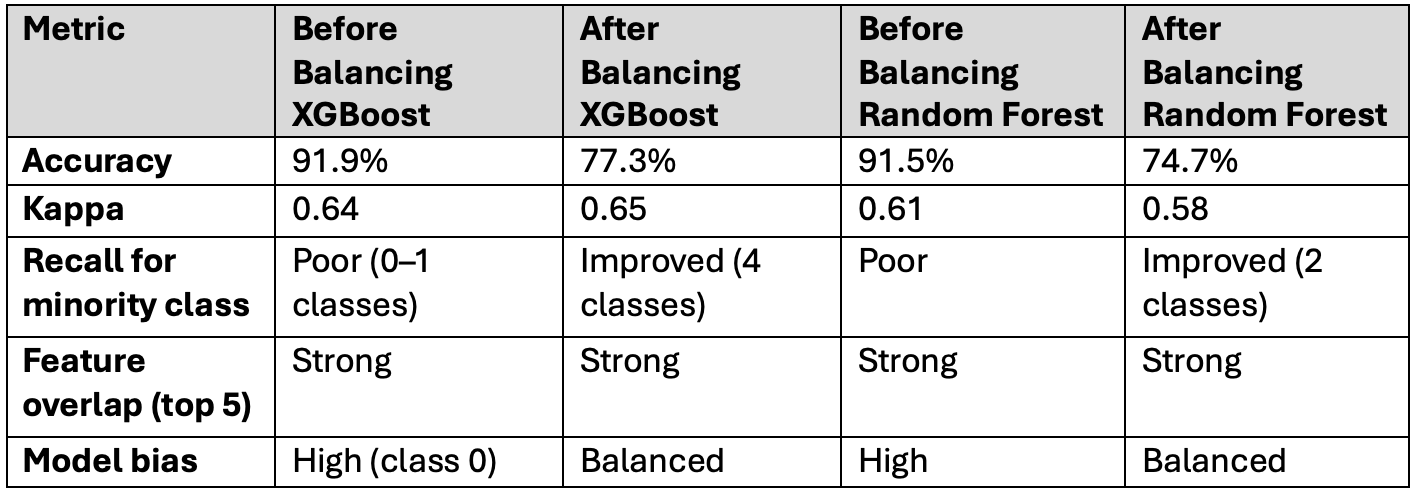 Metric
Before
Balancing
XGBoost
After
Balancing
XGBoost
Before
Balancing
Random Forest
After
Balancing
Random Forest
Accuracy
91.9%
77.3%
91.5%
74.7%
Kappa
0.64
0.65
0.61
0.58
Recall for
minority class
Poor (0–1
classes)
Improved (4
classes)
Poor
Improved (2
classes)
Feature
overlap (top 5)
Strong
Strong
Strong
Strong
Model bias
High (class 0)
Balanced
High
Balanced